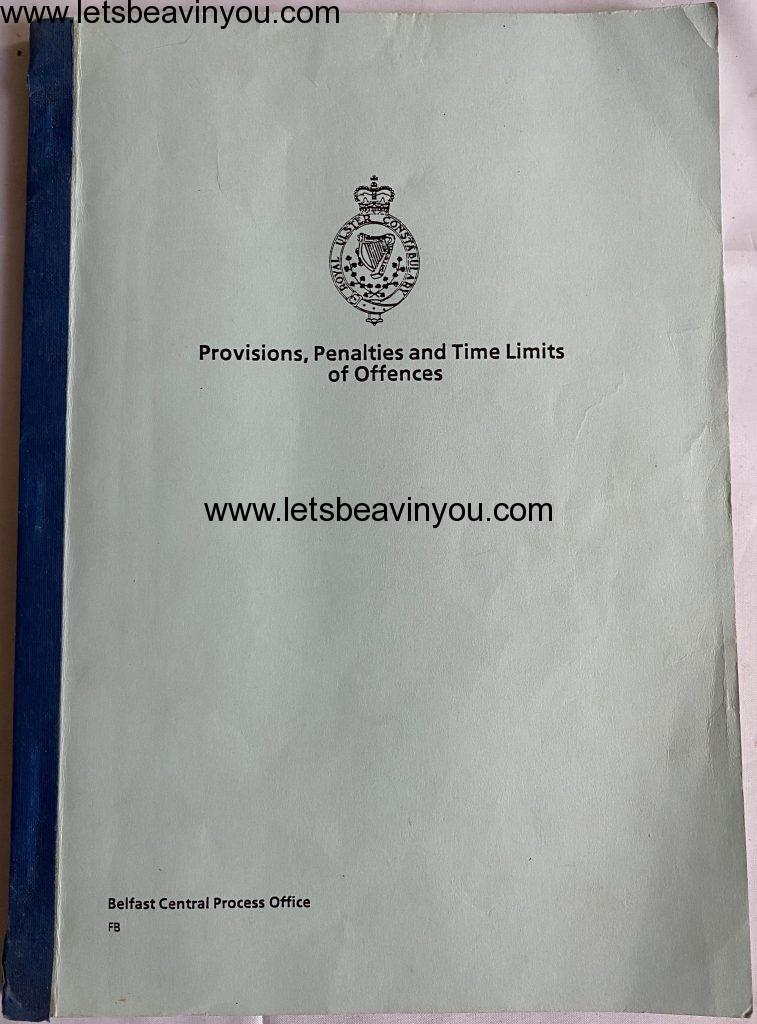 www.letsbeavinyou.com
ROYAL ULSTER CONSTABULARY
Provisions, Penalties and Time Limits
of Offences
www.letsbeavinyou.com
Belfast Central Process Office
FB